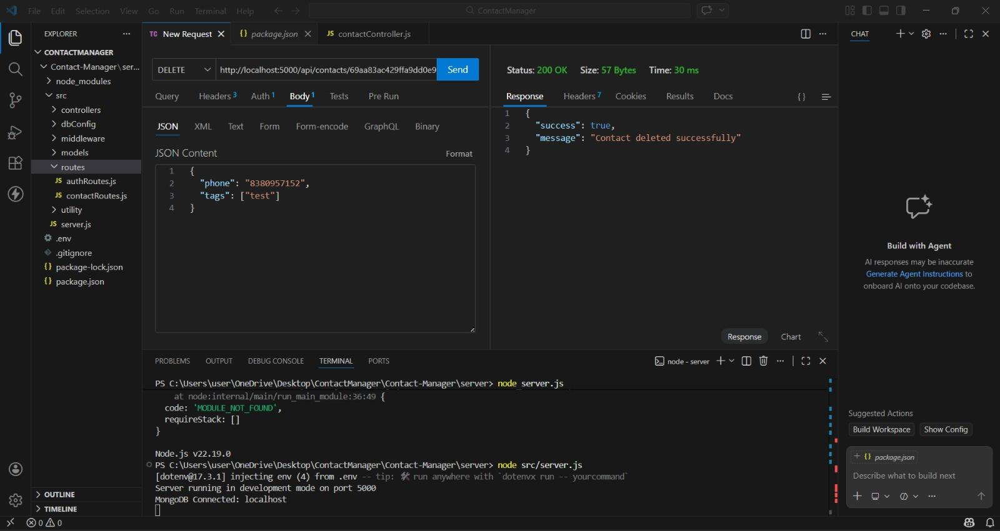 File Edit Selection View Go Run Terminal Help
ContactManager
EXPLORER
CONTACTMANAGER
Contact-Manager\ser...
node_modules
src
controllers
dbConfig
middleware
models
routes
JS authRoutes.js
JS contactRoutes.js
utility
JS server.js
.env
.gitignore
{} package-lock.json
{} package.json
OUTLINE
TIMELINE
TC New Request
{} package.json
JS contactController.js
DELETE http://localhost:5000/api/contacts/69aa83ac429ffa9dd0e9 Send
Query Headers 3 Auth 1 Body 1 Tests Pre Run
JSON XML Text Form Form-encode GraphQL Binary
JSON Content Format
1 {
2 "phone": "8380957152",
3 "tags": ["test"]
4 }
Status: 200 OK Size: 57 Bytes Time: 30 ms
Response Headers 7 Cookies Results Docs {}
1 {
2 "success": true,
3 "message": "Contact deleted successfully"
4 }
Response Chart
PROBLEMS OUTPUT DEBUG CONSOLE TERMINAL PORTS
node - server
PS C:\Users\user\OneDrive\Desktop\ContactManager\Contact-Manager\server> node server.js
at node:internal/main/run_main_module:36:49 {
code: 'MODULE_NOT_FOUND',
requireStack: []
}
Node.js v22.19.0
PS C:\Users\user\OneDrive\Desktop\ContactManager\Contact-Manager\server> node src/server.js
[dotenv@17.3.1] injecting env (4) from .env -- tip: 🛠️ run anywhere with `dotenvx run -- yourcommand`
Server running in development mode on port 5000
MongoDB Connected: localhost
CHAT
Build with Agent
AI responses may be inaccurate
Generate Agent Instructions to
onboard AI onto your codebase.
Suggested Actions
Build Workspace Show Config
{} package.json
Describe what to build next
0 0